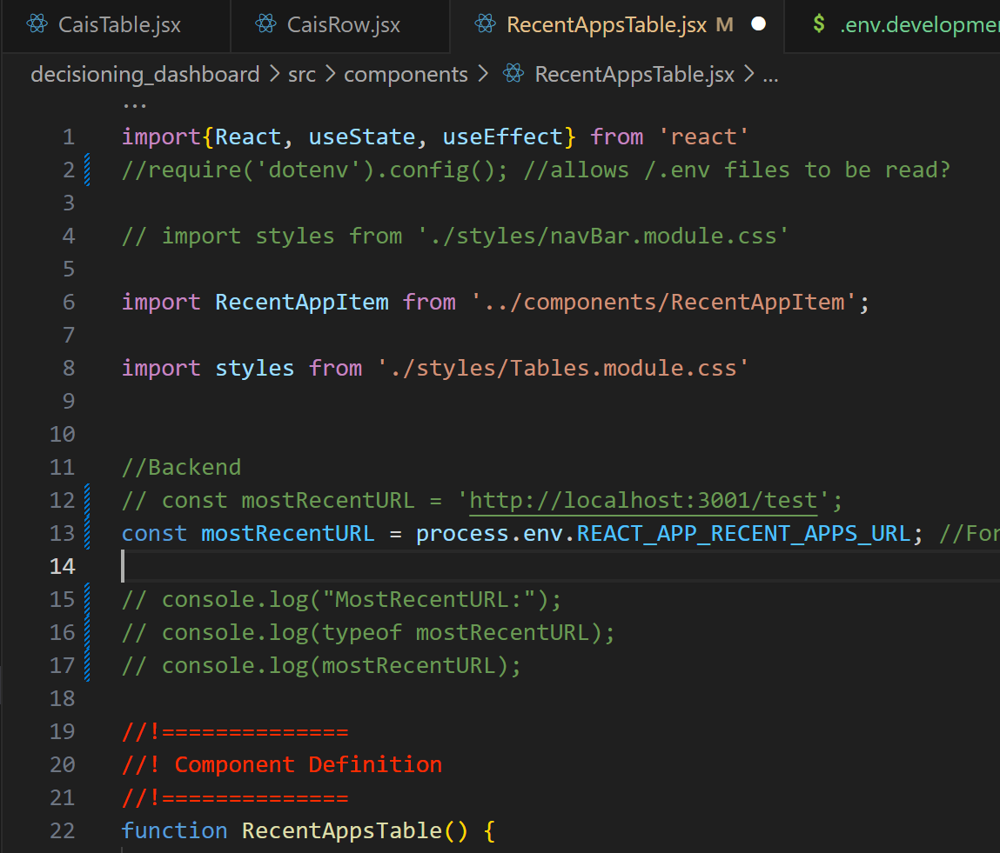 CaisTable.jsx CaisRow.jsx RecentAppsTable.jsx M $ .env.developmen
decisioning_dashboard > src > components > RecentAppsTable.jsx > ...
...
1 import{React, useState, useEffect} from 'react'
2 //require('dotenv').config(); //allows /.env files to be read?
3
4 // import styles from './styles/navBar.module.css'
5
6 import RecentAppItem from '../components/RecentAppItem';
7
8 import styles from './styles/Tables.module.css'
9
10
11 //Backend
12 // const mostRecentURL = 'http://localhost:3001/test';
13 const mostRecentURL = process.env.REACT_APP_RECENT_APPS_URL; //For
14
15 // console.log("MostRecentURL:");
16 // console.log(typeof mostRecentURL);
17 // console.log(mostRecentURL);
18
19 //!==============
20 //! Component Definition
21 //!==============
22 function RecentAppsTable() {